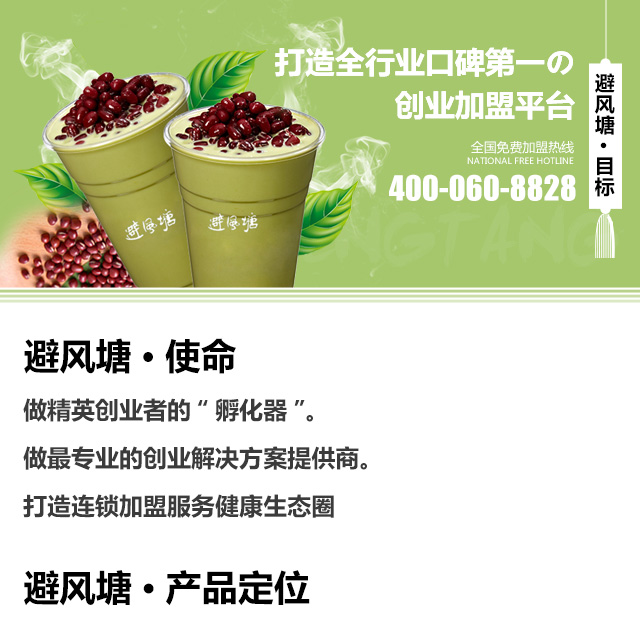 打造全行业口碑第一の
创业加盟平台
全国免费加盟热线
NATIONAL FREE HOTLINE
400-060-8828
避风塘·目标
避风塘
避风塘
NGTANG
避风塘·使命
做精英创业者的“孵化器”。
做最专业的创业解决方案提供商。
打造连锁加盟服务健康生态圈
避风塘·产品定位